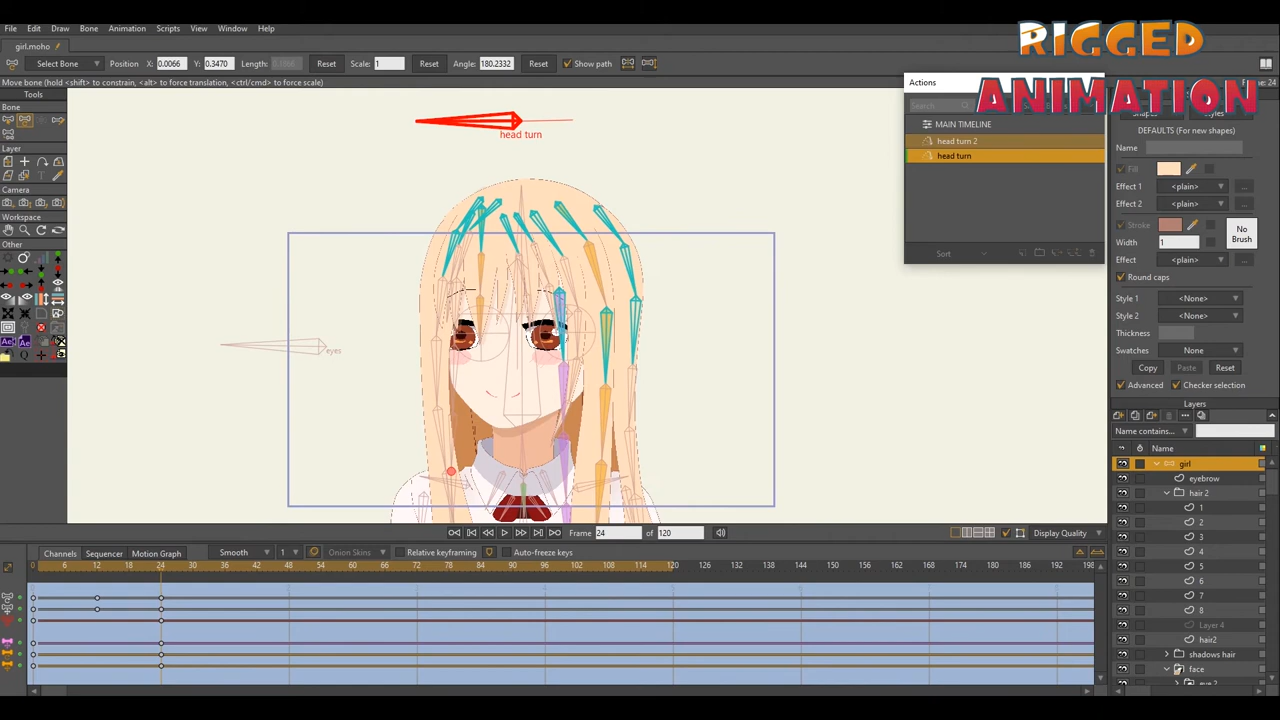 File Edit Draw Bone Animation Scripts View Window Help
RIGGED
ANIMATION
girl.moho
Select Bone Position X: 0.0066 Y: 0.3470 Length: Reset Scale: 1 Reset Angle: 180.2332 Reset Show path
Move bone (hold <shift> to constrain, <alt> to force translation, <ctrl/cmd> to force scale)
24
Tools
Bone
Layer
Camera
Workspace
Other
head turn
eyes
Actions
Search
MAIN TIMELINE
head turn 2
head turn
Sort
DEFAULTS (For new shapes)
Name
Fill
Effect 1 <plain> ...
Effect 2 <plain> ...
Stroke
No Brush
Width 1
Effect <plain> ...
Round caps
Style 1 <None>
Style 2 <None>
Thickness
Swatches None
Copy Paste Reset
Advanced Checker selection
Layers
Name contains...
Name
girl
eyebrow
hair 2
1
2
3
4
5
6
7
8
Layer 4
hair2
shadows hair
face
eye 2
Frame 24 of 120 Display Quality
Channels Sequencer Motion Graph Smooth 1 Onion Skins Relative keyframing Auto-freeze keys
0 6 12 18 24 30 36 42 48 54 60 66 72 78 84 90 96 102 108 114 120 126 132 138 144 150 156 162 168 174 180 186 192 198